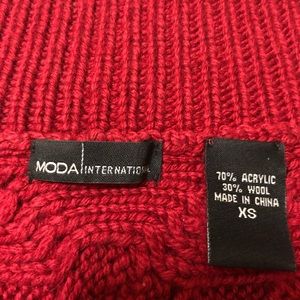 MODA INTERNATIONAL
70% ACRYLIC
30% WOOL
MADE IN CHINA
XS